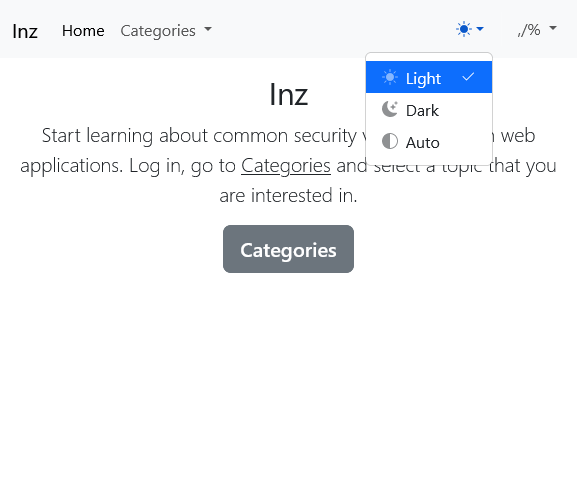 Inz Home Categories ,/%
Light
Dark
Auto
Inz
Start learning about common security web
applications. Log in, go to Categories and select a topic that you
are interested in.
Categories